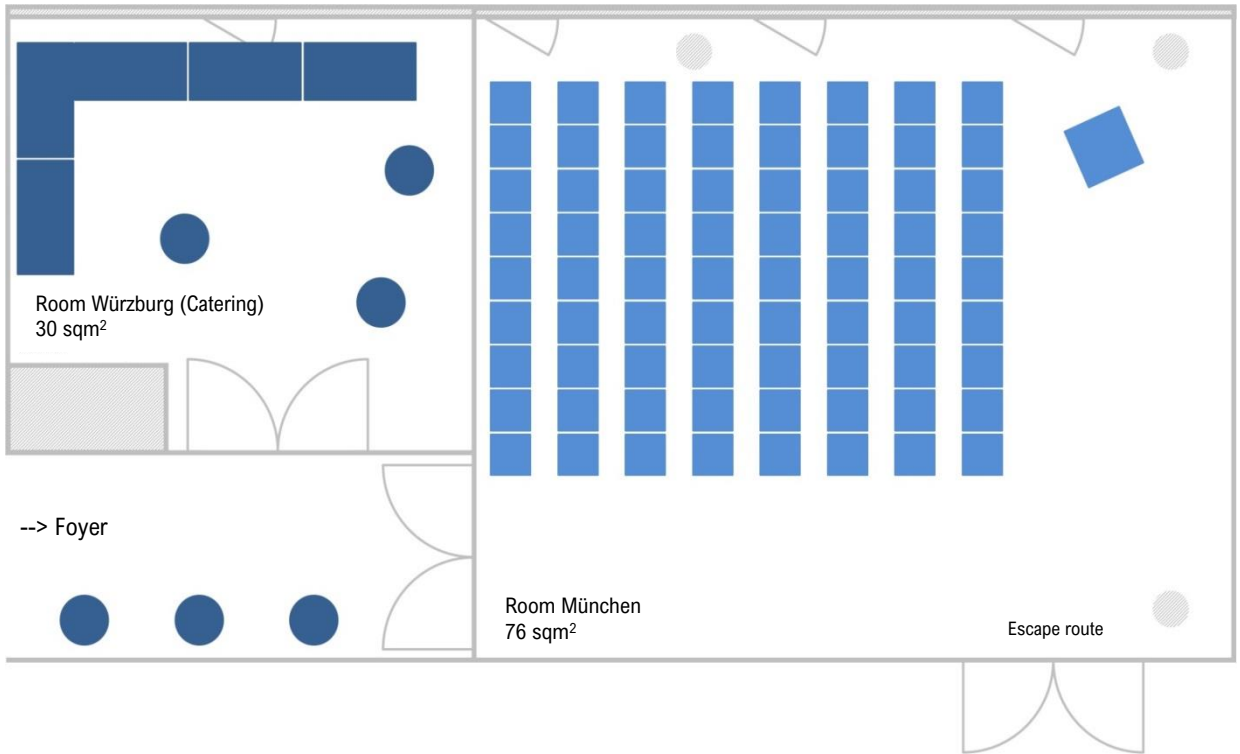 Room Würzburg (Catering)
30 sqm²
--> Foyer
Room München
76 sqm²
Escape route